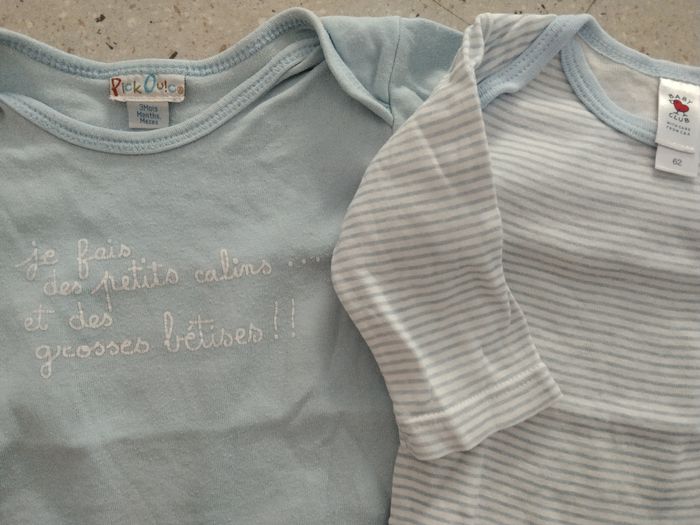 Pick Ouic
3Mois
Months
Meses
je fais
des petits calins ....
et des
grosses bêtises !!
BABY
CLUB
62